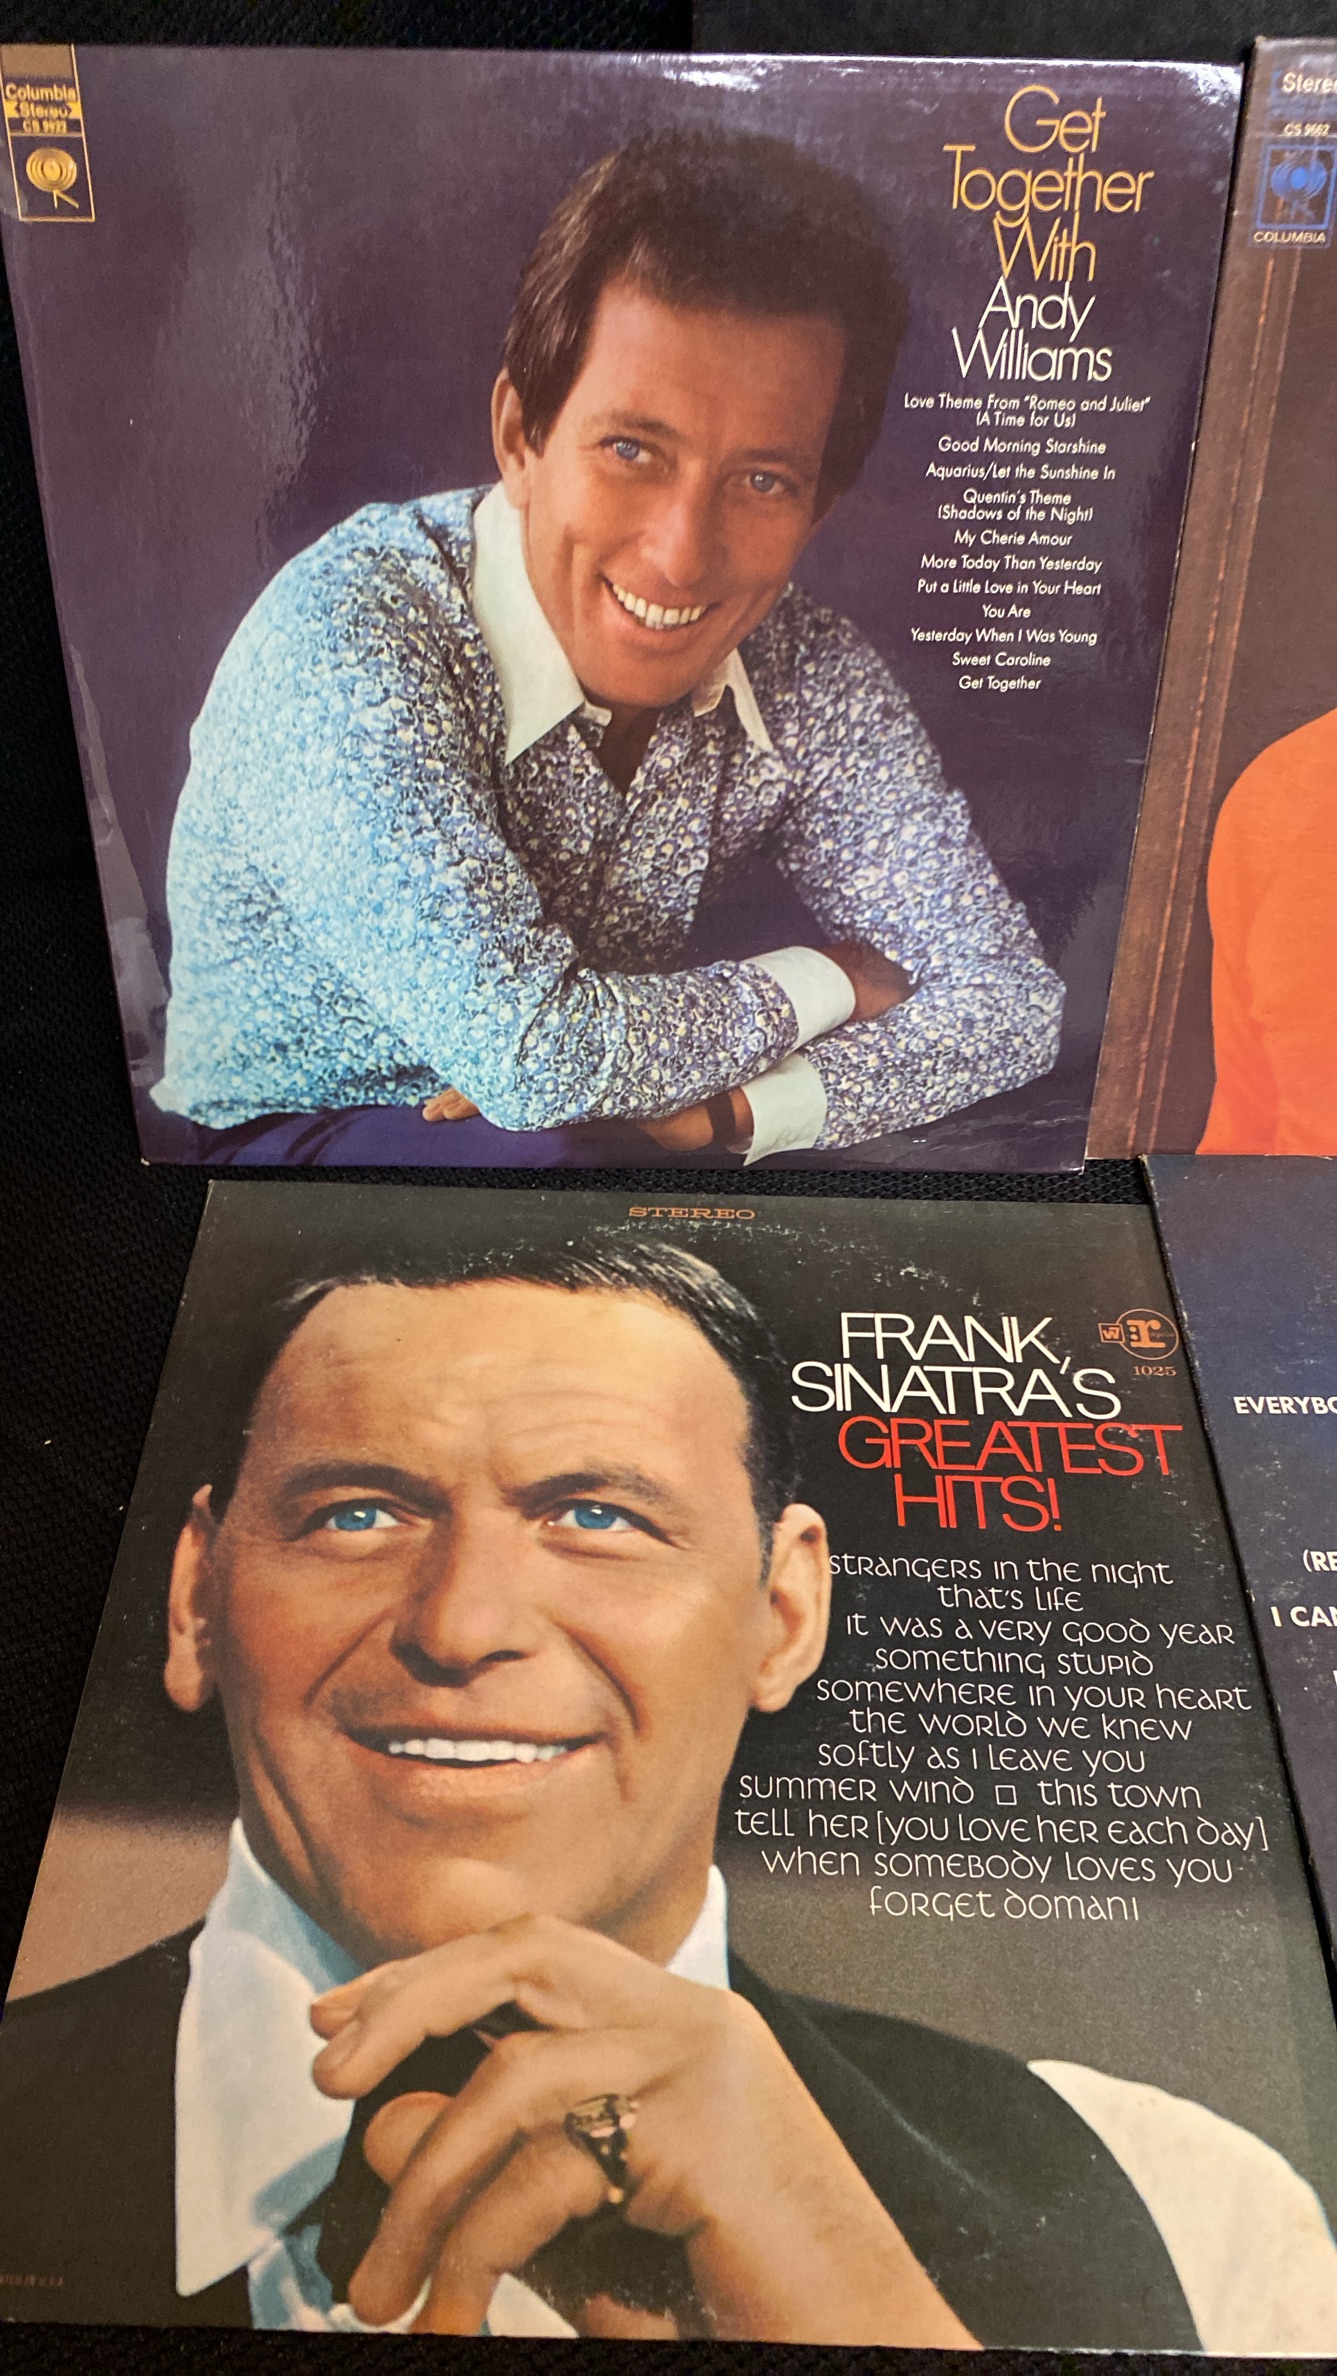 Columbia
Stereo
CS 9922
Get
Together
With
Andy
Williams
Love Theme From "Romeo and Juliet"
(A Time for Us)
Good Morning Starshine
Aquarius/Let the Sunshine In
Quentin's Theme
(Shadows of the Night)
My Cherie Amour
More Today Than Yesterday
Put a Little Love in Your Heart
You Are
Yesterday When I Was Young
Sweet Caroline
Get Together
Stereo
CS 9662
COLUMBIA
STEREO
FRANK
SINATRA'S
GREATEST
HITS!
W7 r
1025
STRANGERS IN THE NIGHT
THAT'S LIFE
IT WAS A VERY GOOD YEAR
SOMETHING STUPID
SOMEWHERE IN YOUR HEART
THE WORLD WE KNEW
SOFTLY AS I LEAVE YOU
SUMMER WIND □ THIS TOWN
TELL HER [YOU LOVE HER EACH DAY]
WHEN SOMEBODY LOVES YOU
FORGET DOMANI
EVERYBO
(RE
I CAN